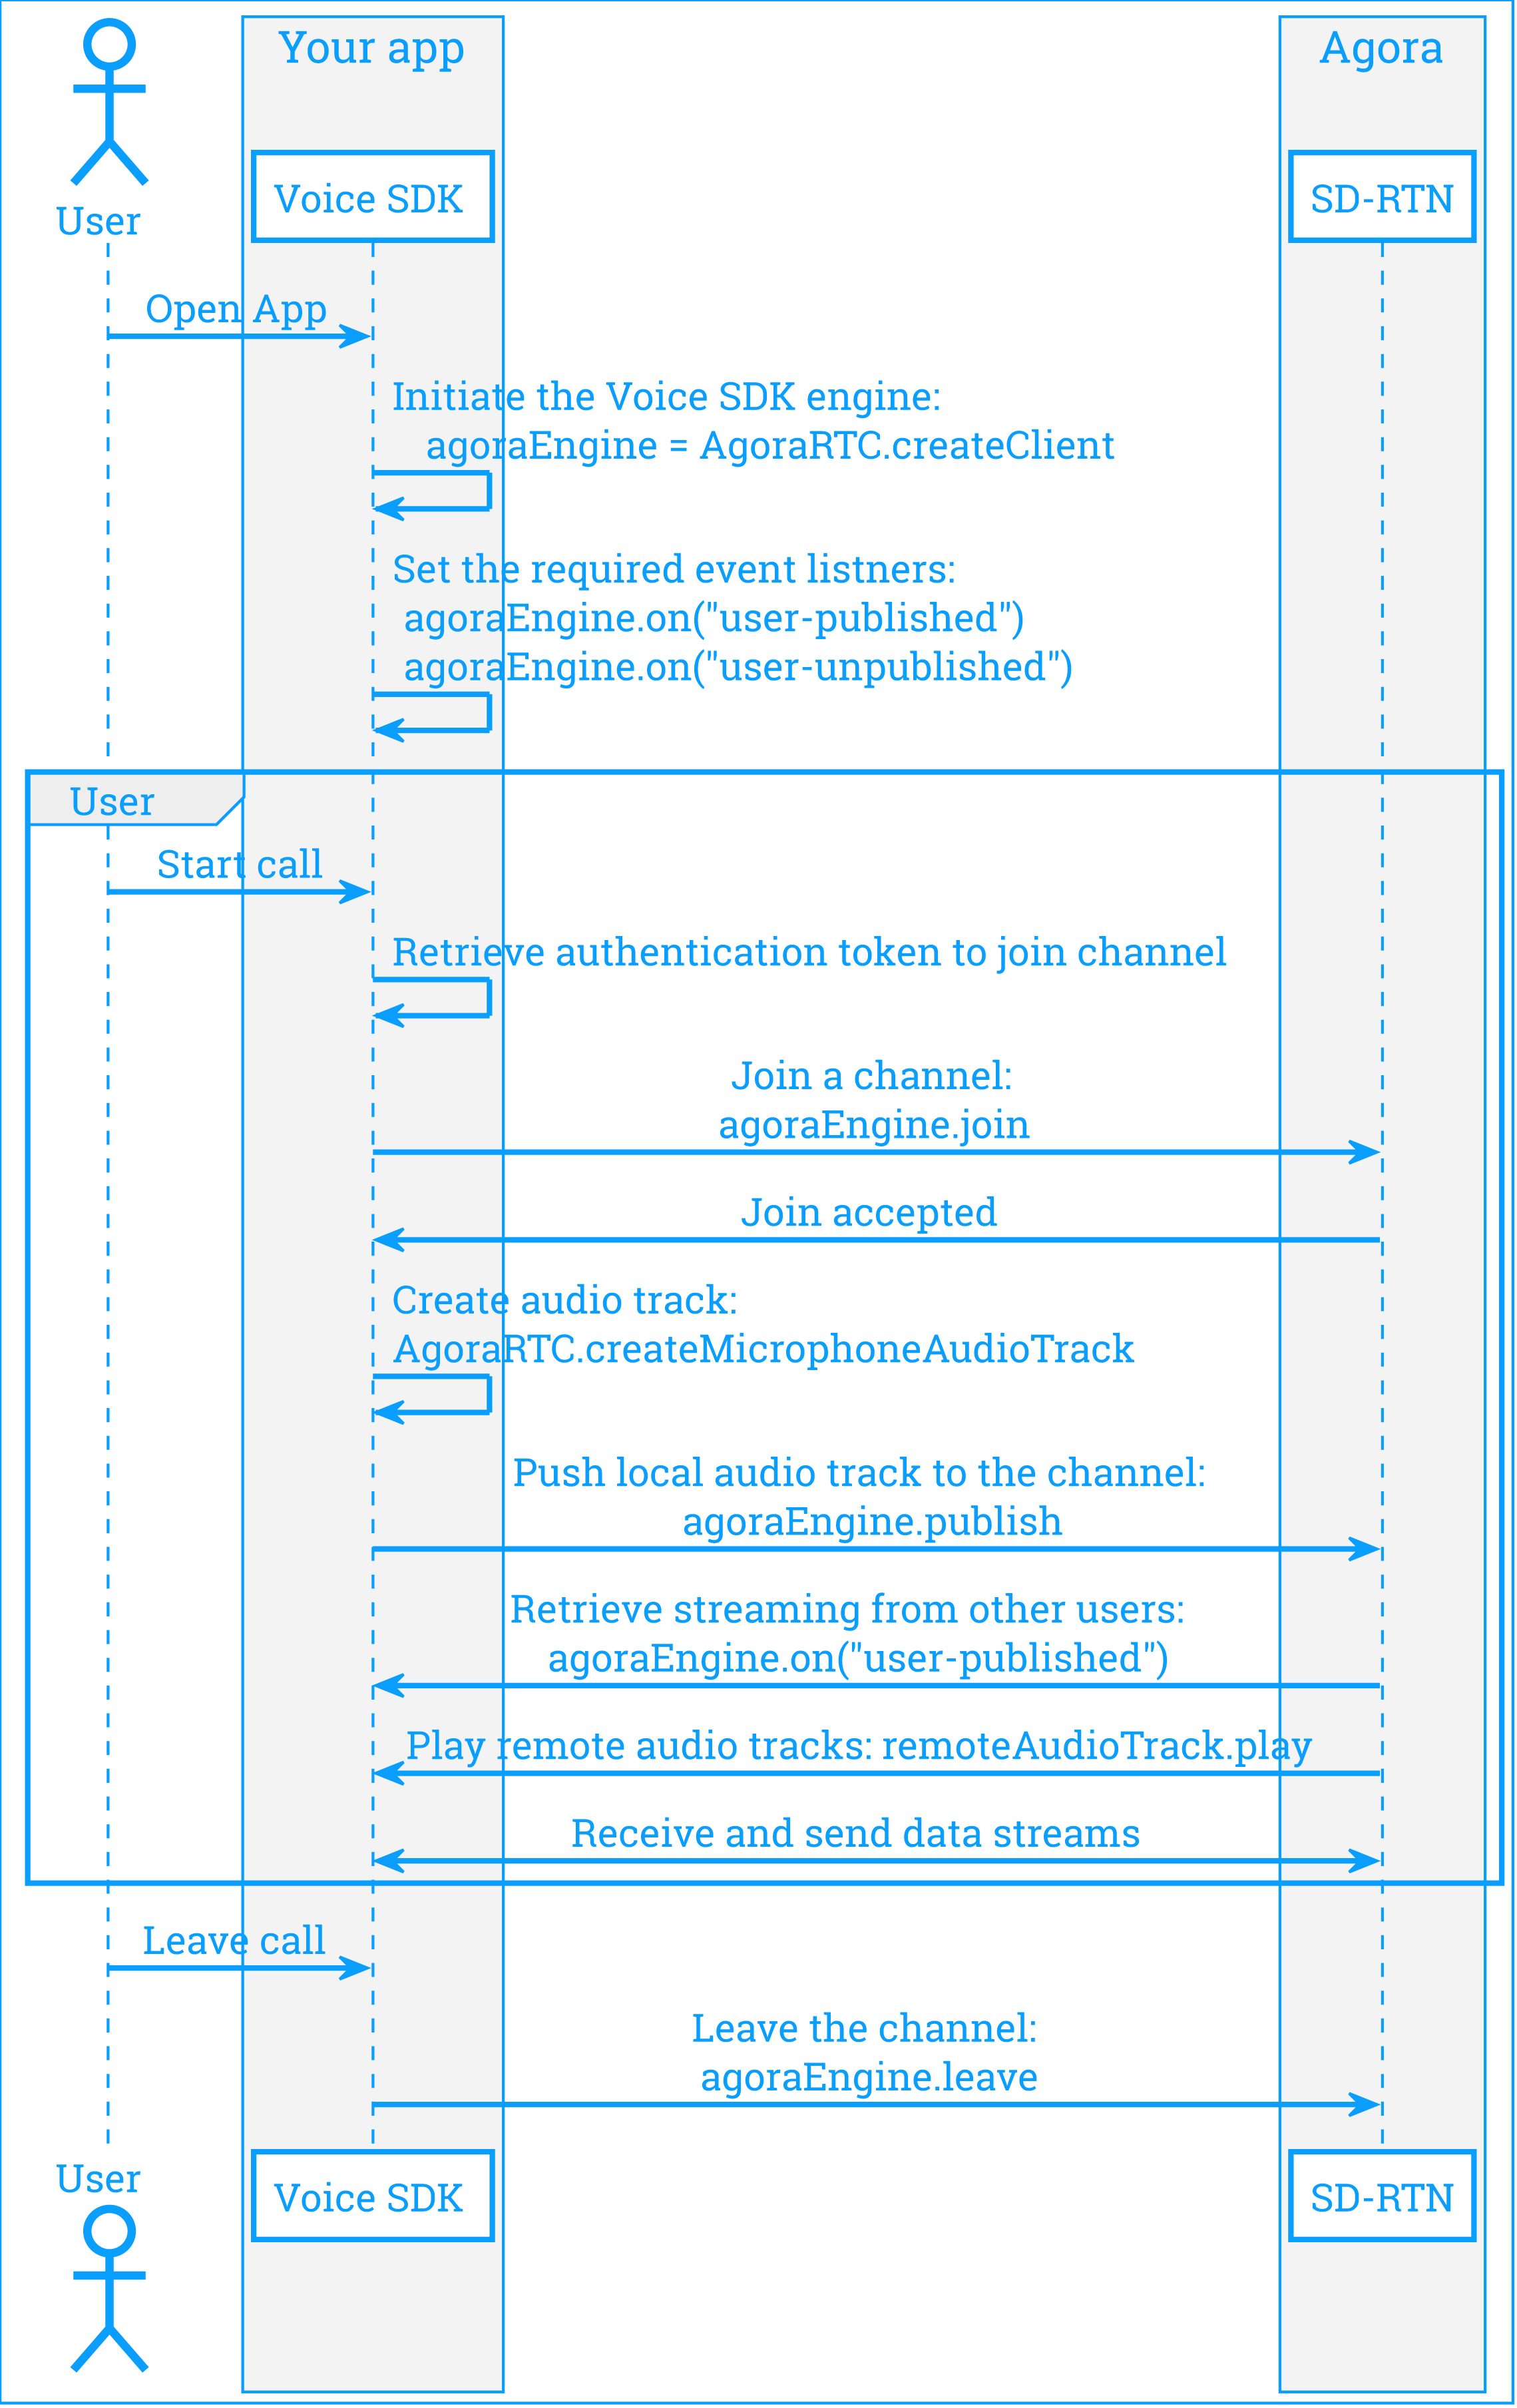 Your app
Agora
User
Voice SDK
SD-RTN
Open App
Initiate the Voice SDK engine:
agoraEngine = AgoraRTC.createClient
Set the required event listners:
agoraEngine.on("user-published")
agoraEngine.on("user-unpublished")
User
Start call
Retrieve authentication token to join channel
Join a channel:
agoraEngine.join
Join accepted
Create audio track:
AgoraRTC.createMicrophoneAudioTrack
Push local audio track to the channel:
agoraEngine.publish
Retrieve streaming from other users:
agoraEngine.on("user-published")
Play remote audio tracks: remoteAudioTrack.play
Receive and send data streams
Leave call
Leave the channel:
agoraEngine.leave
User
Voice SDK
SD-RTN